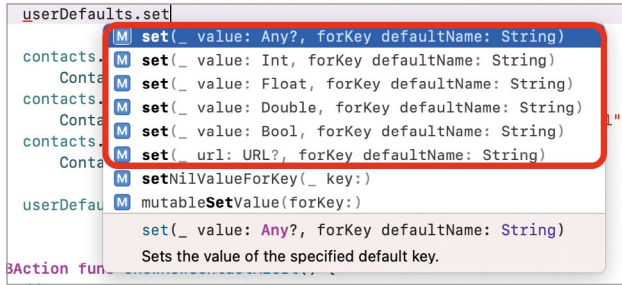 userDefaults.set
M set(_ value: Any?, forKey defaultName: String)
contacts.
M set(_ value: Int, forKey defaultName: String)
Conta
M set(_ value: Float, forKey defaultName: String)
contacts.
M set(_ value: Double, forKey defaultName: String)
Conta
M set(_ value: Bool, forKey defaultName: String)
l"
contacts.
M set(_ url: URL?, forKey defaultName: String)
Conta
M setNilValueForKey(_ key:)
userDefau
M mutableSetValue(forKey:)
set(_ value: Any?, forKey defaultName: String)
Sets the value of the specified default key.
BAction func